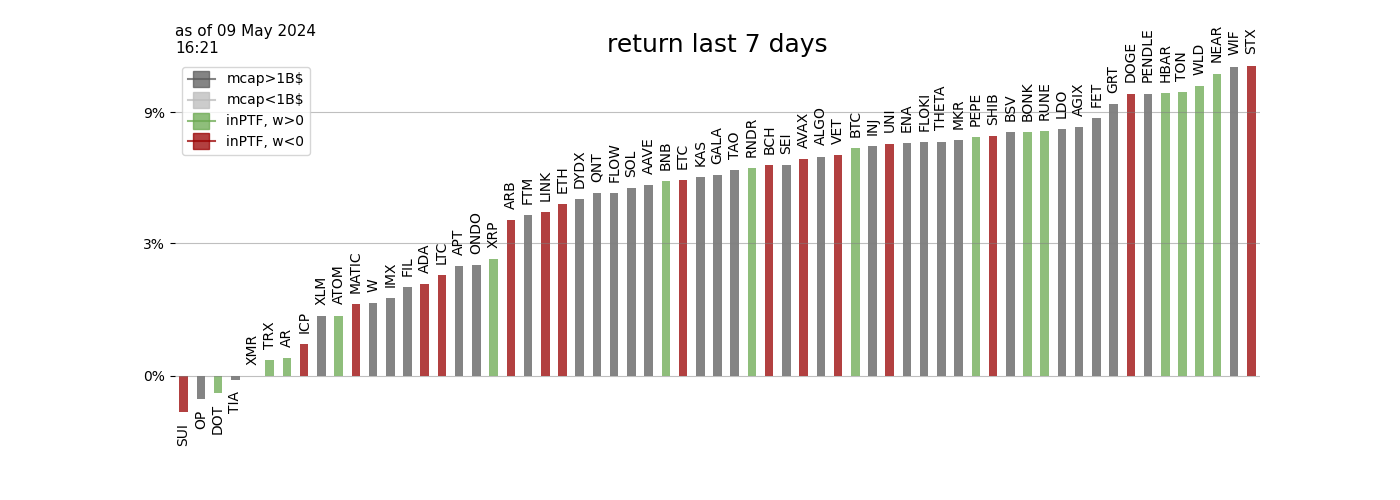 as of 09 May 2024
16:21
return last 7 days
mcap>1B$
mcap<1B$
inPTF, w>0
inPTF, w<0
9%
3%
0%
SUI
OP
DOT
TIA
XMR
TRX
AR
ICP
XLM
ATOM
MATIC
W
IMX
FIL
ADA
LTC
APT
ONDO
XRP
ARB
FTM
LINK
ETH
DYDX
QNT
FLOW
SOL
AAVE
BNB
ETC
KAS
GALA
TAO
RNDR
BCH
SEI
AVAX
ALGO
VET
BTC
INJ
UNI
ENA
FLOKI
THETA
MKR
PEPE
SHIB
BSV
BONK
RUNE
LDO
AGIX
FET
GRT
DOGE
PENDLE
HBAR
TON
WLD
NEAR
WIF
STX